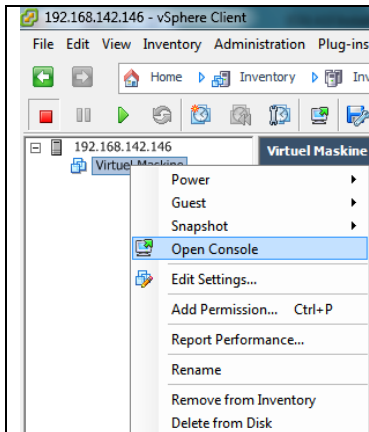 192.168.142.146 - vSphere Client
File Edit View Inventory Administration Plug-ins
Home Inventory
192.168.142.146 Virtuel Maskine
Virtuel Maskine
Power
Guest
Snapshot
Open Console
Edit Settings...
Add Permission... Ctrl+P
Report Performance...
Rename
Remove from Inventory
Delete from Disk